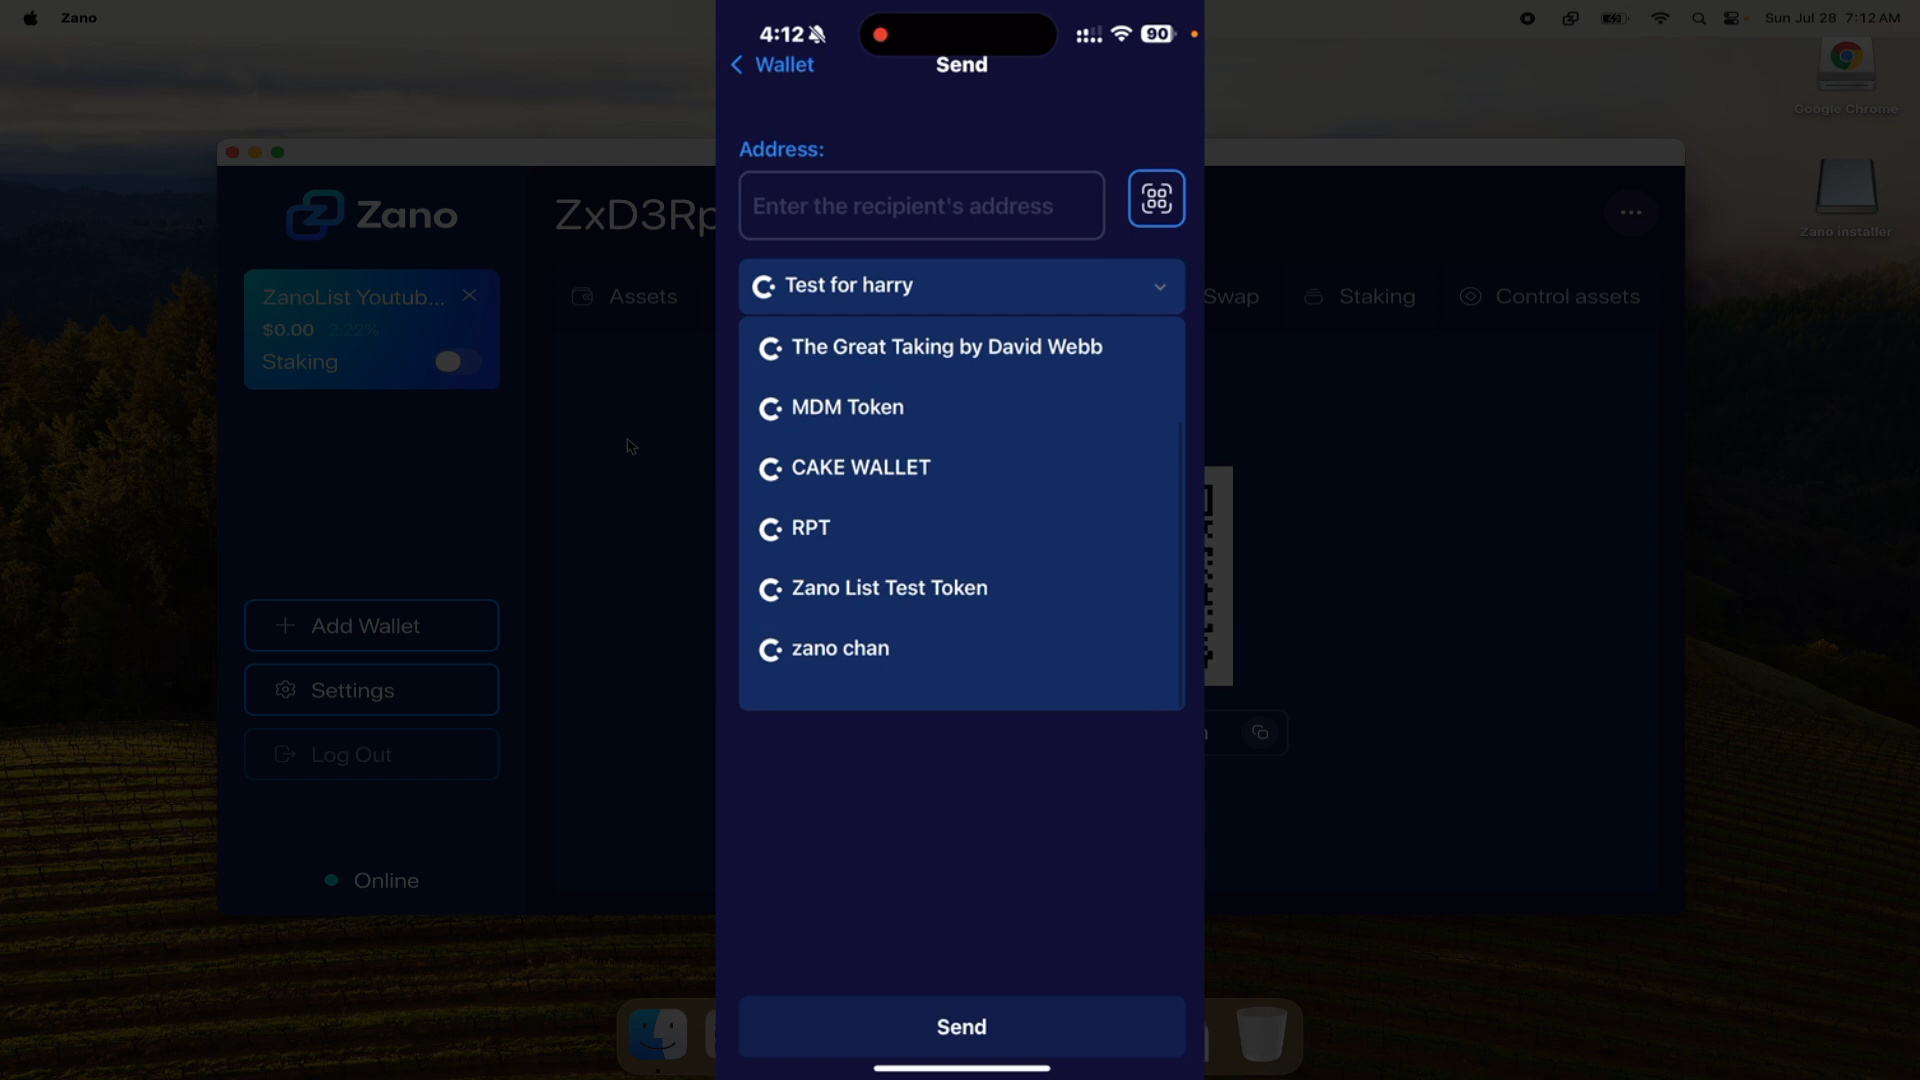 Zano
Sun Jul 28 7:12 AM
4:12
90
Wallet
Send
Google Chrome
Address:
Enter the recipient's address
Zano installer
Zano
ZxD3Rp
Test for harry
ZanoList Youtub...
$0.00 2.22%
Staking
Assets
Swap
Staking
Control assets
The Great Taking by David Webb
MDM Token
CAKE WALLET
RPT
Zano List Test Token
zano chan
Add Wallet
Settings
Log Out
Online
Send